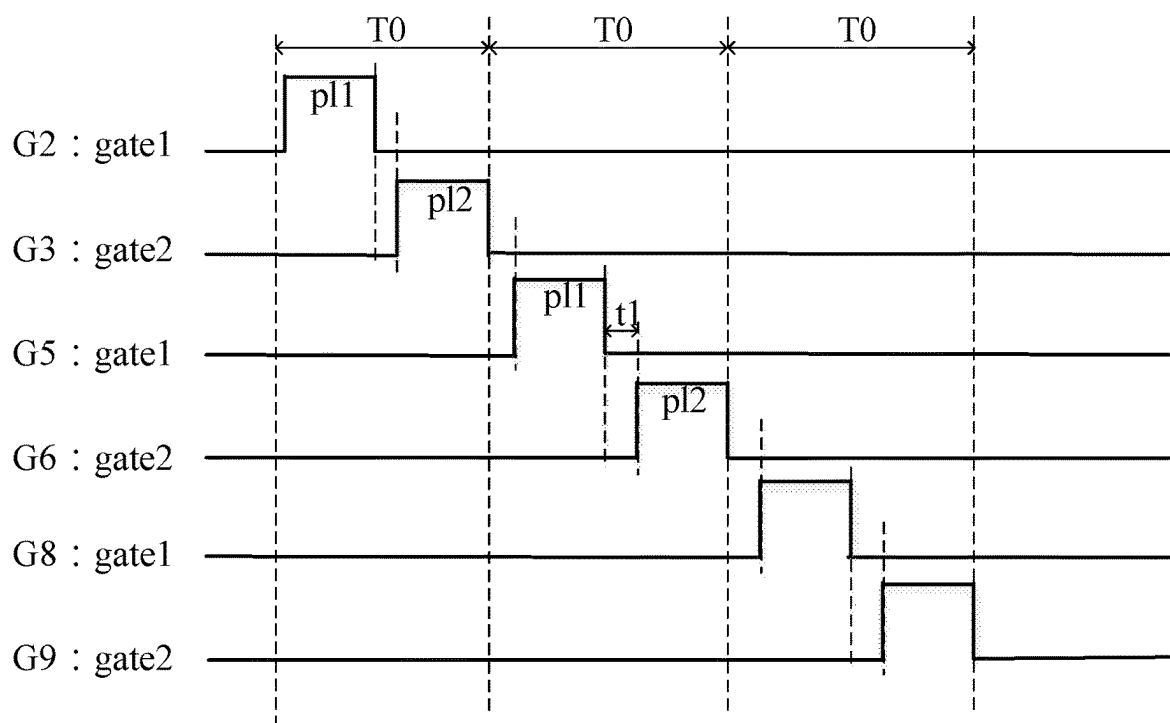 T0 T0 T0
G2：gate1 pl1
G3：gate2 pl2
G5：gate1 pl1 t1
G6：gate2 pl2
G8：gate1
G9：gate2